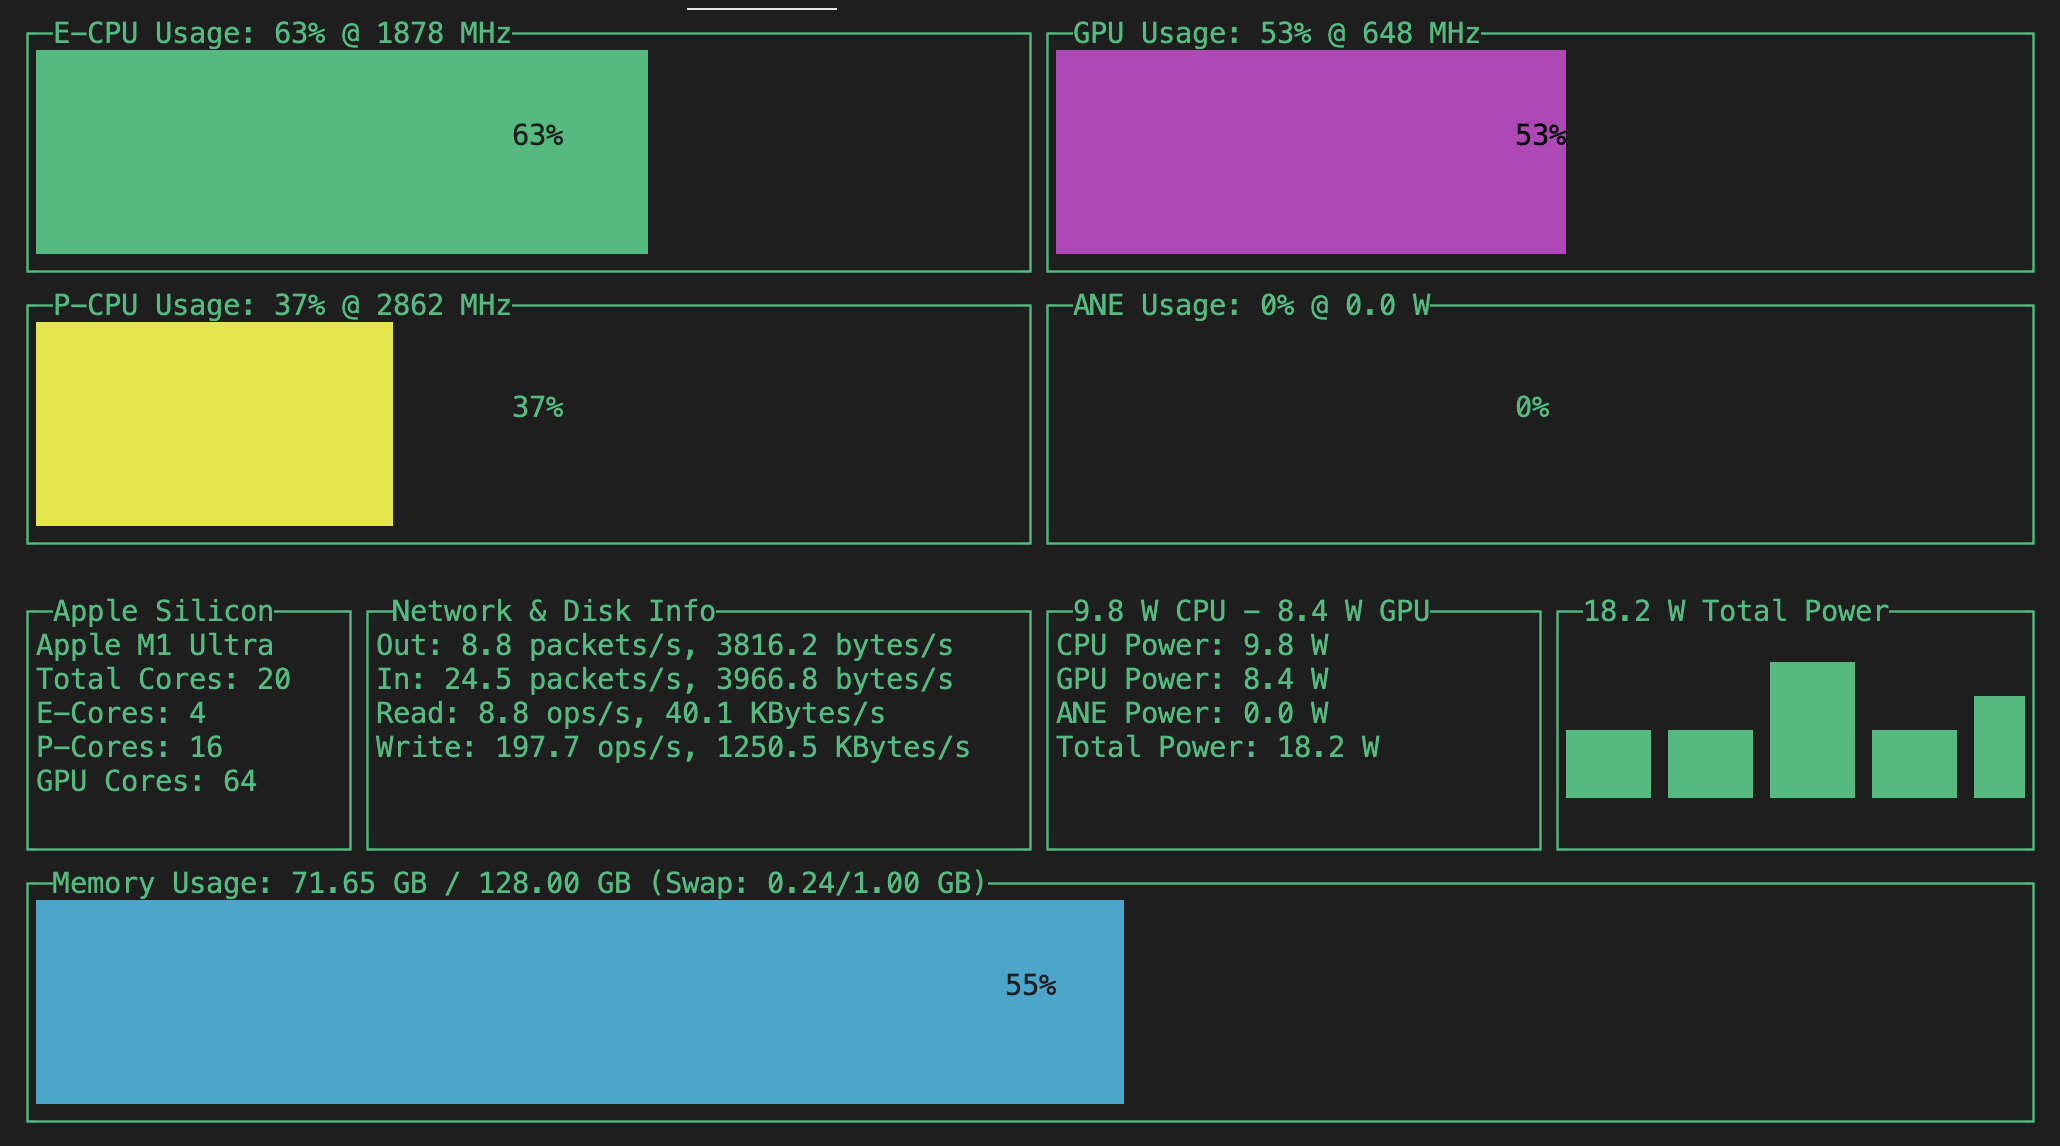 E-CPU Usage: 63% @ 1878 MHz
63%
GPU Usage: 53% @ 648 MHz
53%
P-CPU Usage: 37% @ 2862 MHz
37%
ANE Usage: 0% @ 0.0 W
0%
Apple Silicon
Apple M1 Ultra
Total Cores: 20
E-Cores: 4
P-Cores: 16
GPU Cores: 64
Network & Disk Info
Out: 8.8 packets/s, 3816.2 bytes/s
In: 24.5 packets/s, 3966.8 bytes/s
Read: 8.8 ops/s, 40.1 KBytes/s
Write: 197.7 ops/s, 1250.5 KBytes/s
9.8 W CPU - 8.4 W GPU
CPU Power: 9.8 W
GPU Power: 8.4 W
ANE Power: 0.0 W
Total Power: 18.2 W
18.2 W Total Power
Memory Usage: 71.65 GB / 128.00 GB (Swap: 0.24/1.00 GB)
55%